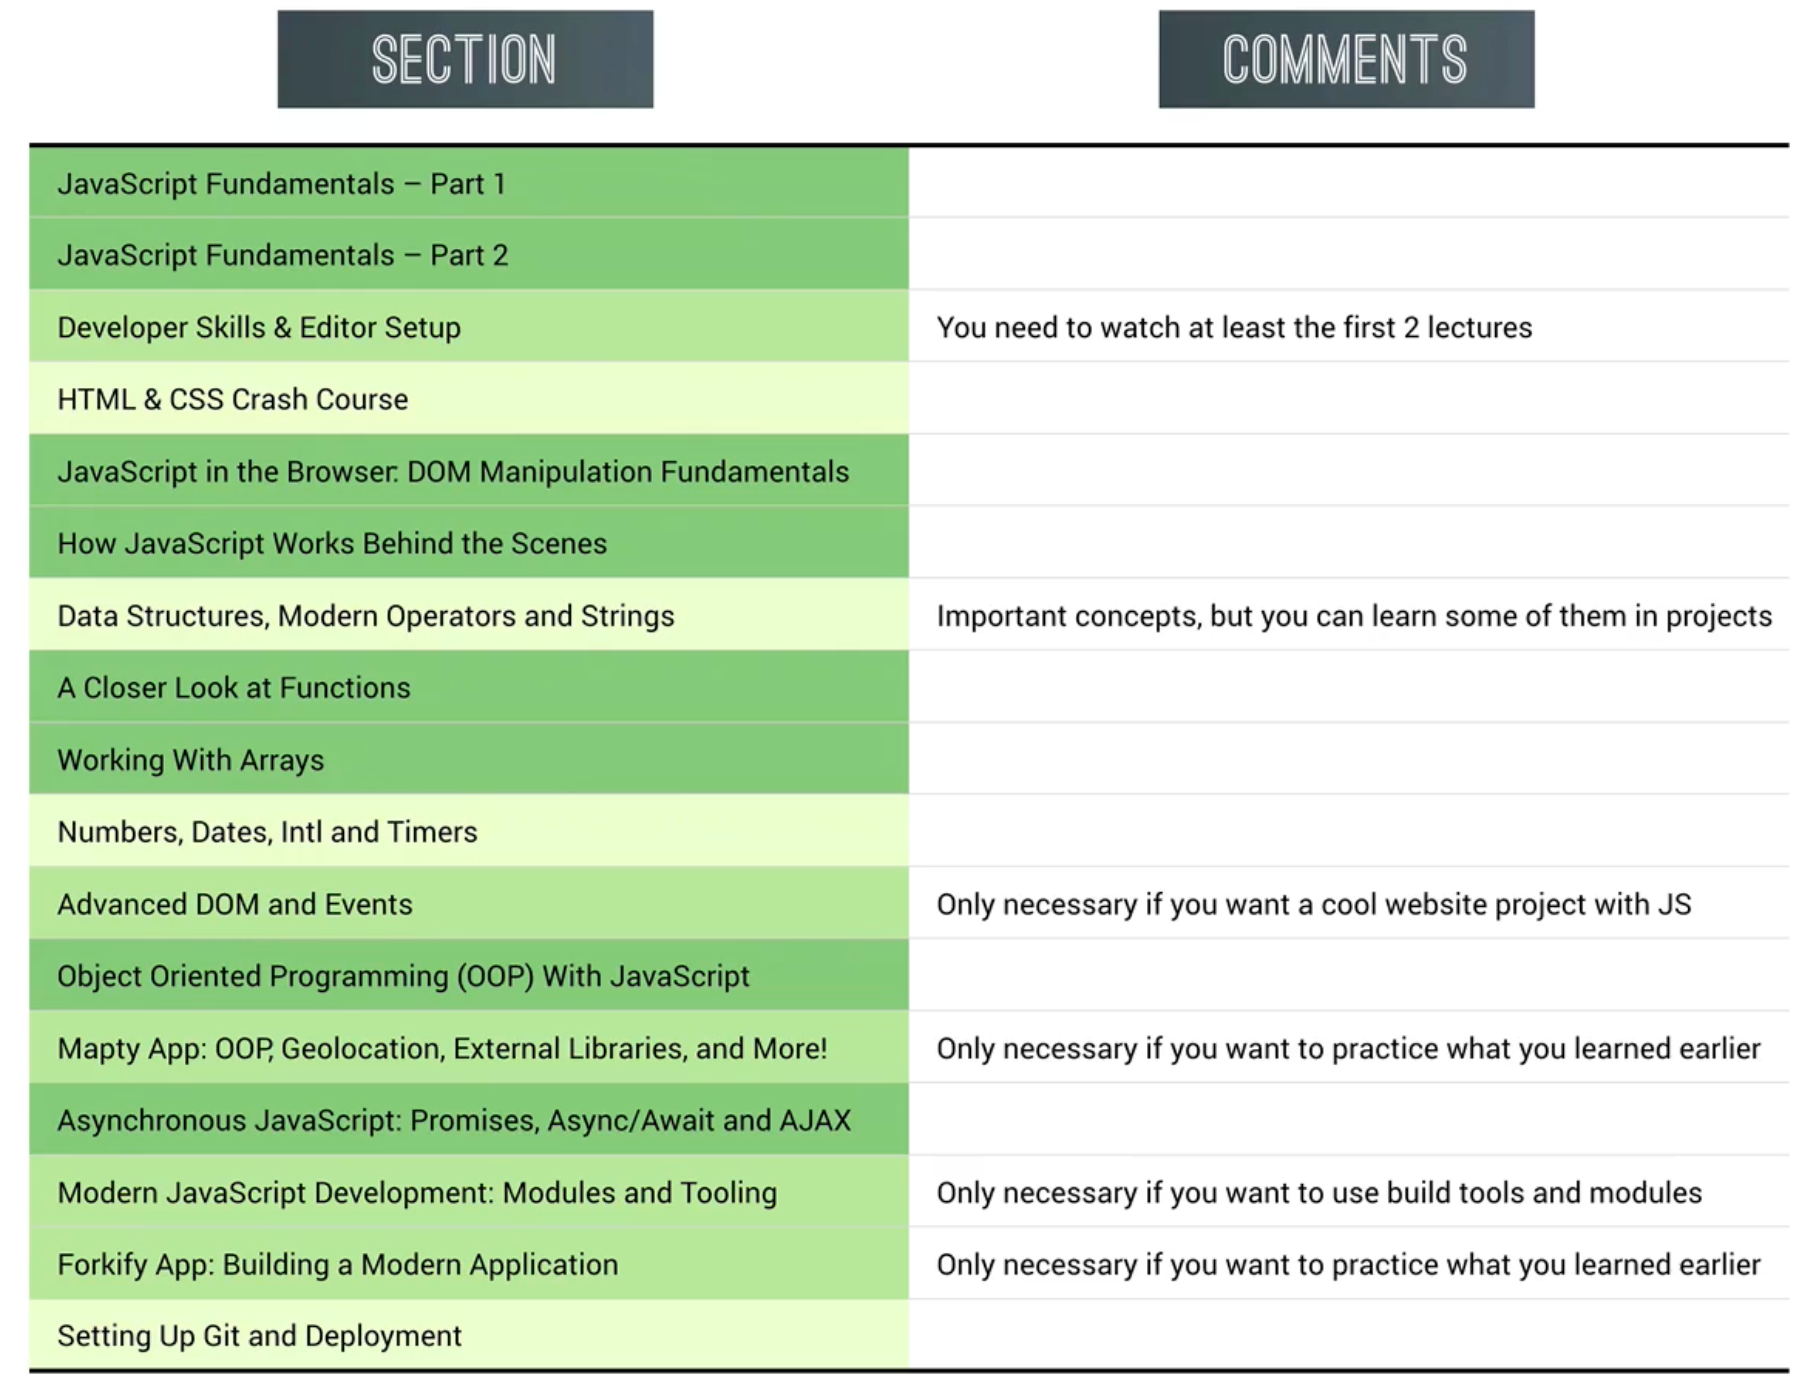 SECTION COMMENTS
JavaScript Fundamentals – Part 1
JavaScript Fundamentals – Part 2
Developer Skills & Editor Setup You need to watch at least the first 2 lectures
HTML & CSS Crash Course
JavaScript in the Browser: DOM Manipulation Fundamentals
How JavaScript Works Behind the Scenes
Data Structures, Modern Operators and Strings Important concepts, but you can learn some of them in projects
A Closer Look at Functions
Working With Arrays
Numbers, Dates, Intl and Timers
Advanced DOM and Events Only necessary if you want a cool website project with JS
Object Oriented Programming (OOP) With JavaScript
Mapty App: OOP, Geolocation, External Libraries, and More! Only necessary if you want to practice what you learned earlier
Asynchronous JavaScript: Promises, Async/Await and AJAX
Modern JavaScript Development: Modules and Tooling Only necessary if you want to use build tools and modules
Forkify App: Building a Modern Application Only necessary if you want to practice what you learned earlier
Setting Up Git and Deployment